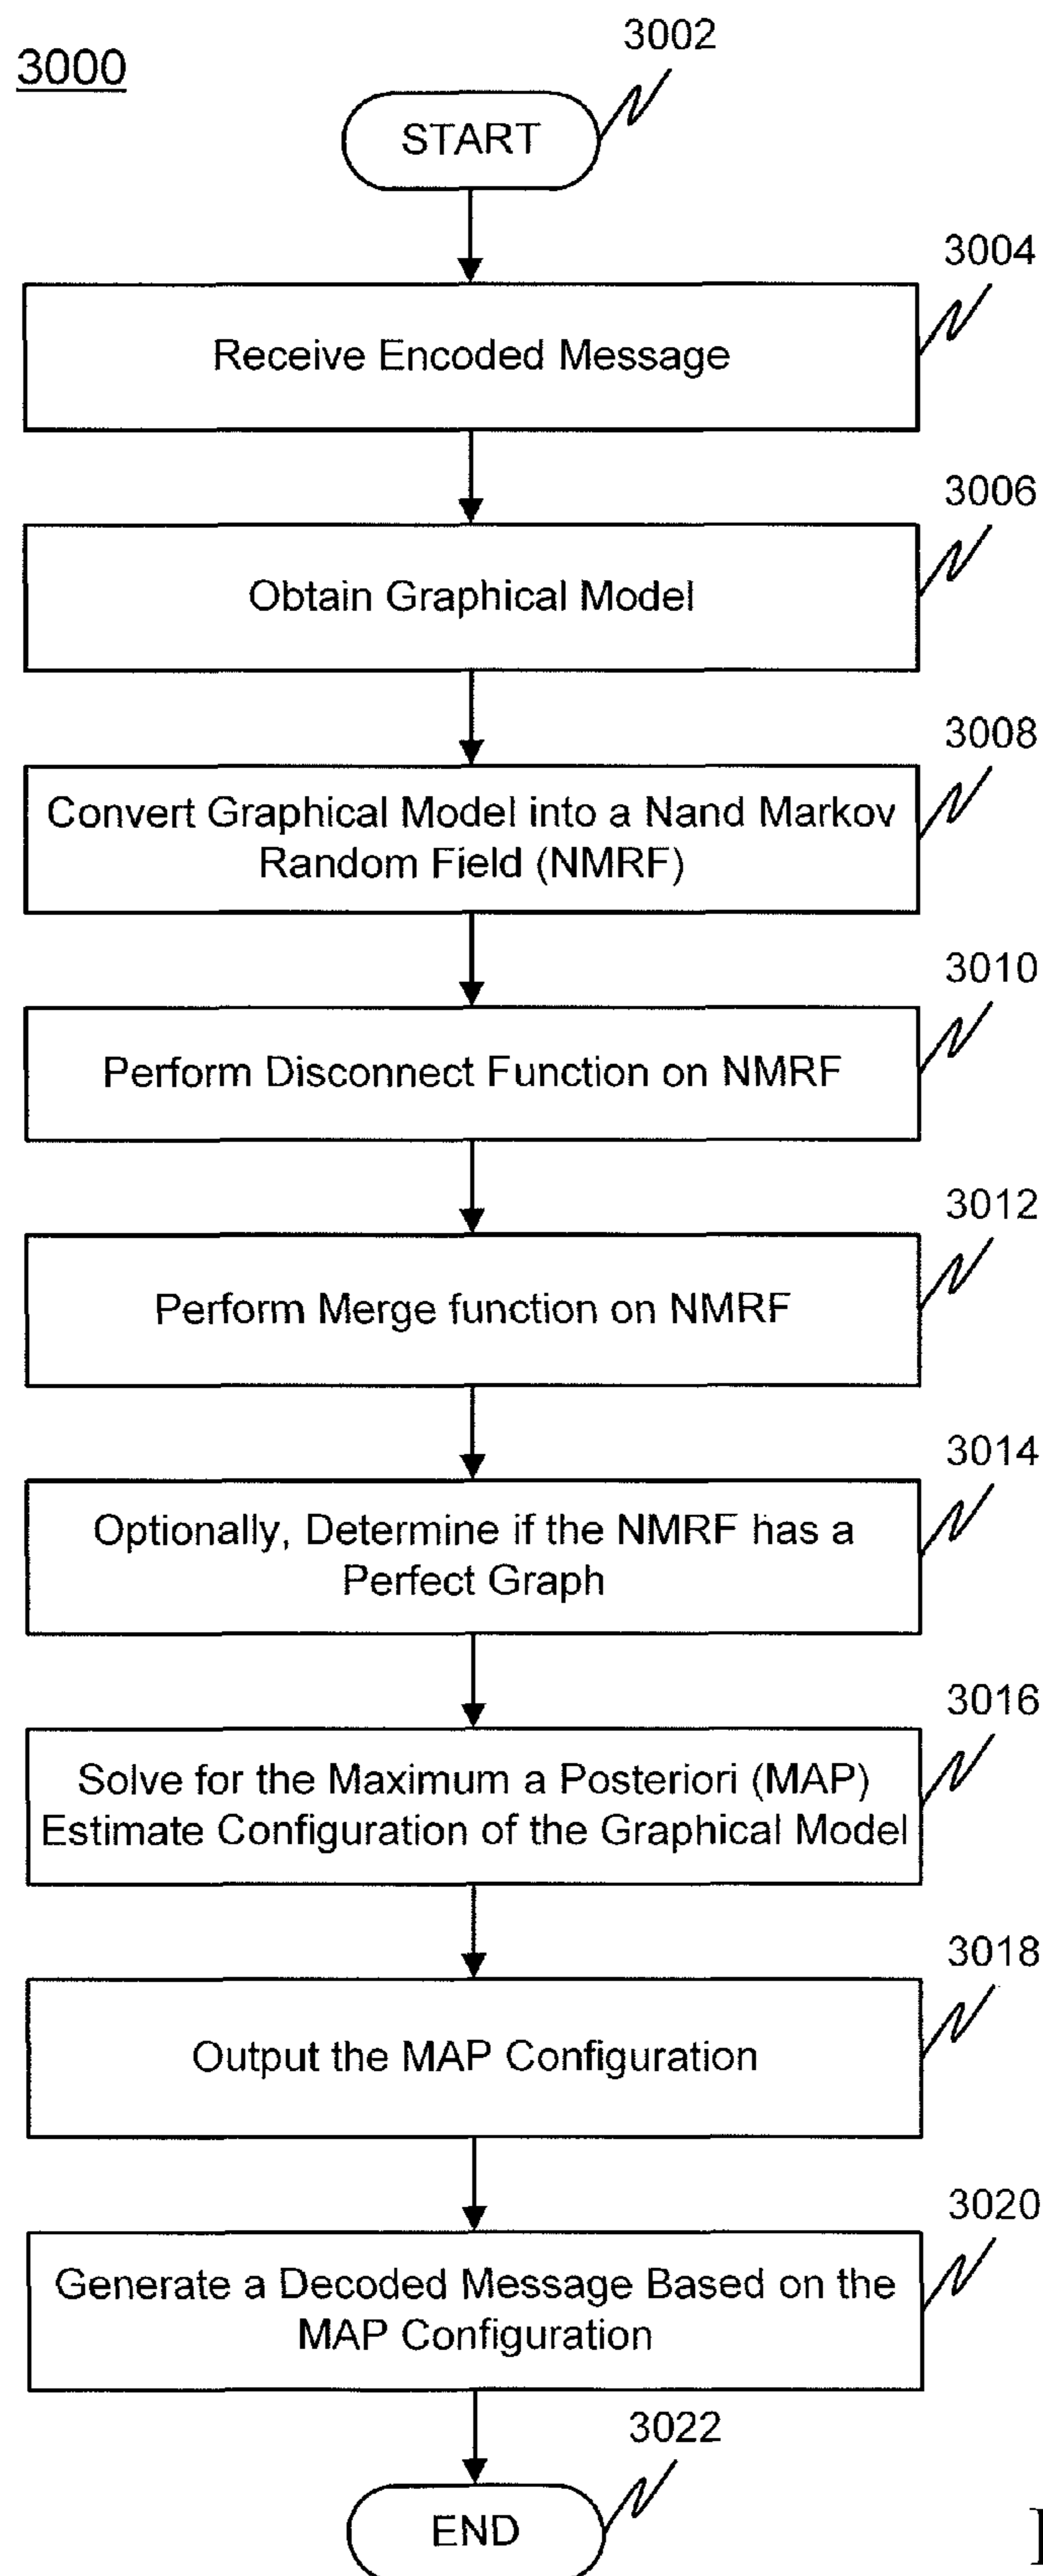 3000
3002
START
3004
Receive Encoded Message
3006
Obtain Graphical Model
3008
Convert Graphical Model into a Nand Markov
Random Field (NMRF)
3010
Perform Disconnect Function on NMRF
3012
Perform Merge function on NMRF
3014
Optionally, Determine if the NMRF has a
Perfect Graph
3016
Solve for the Maximum a Posteriori (MAP)
Estimate Configuration of the Graphical Model
3018
Output the MAP Configuration
3020
Generate a Decoded Message Based on the
MAP Configuration
3022
END